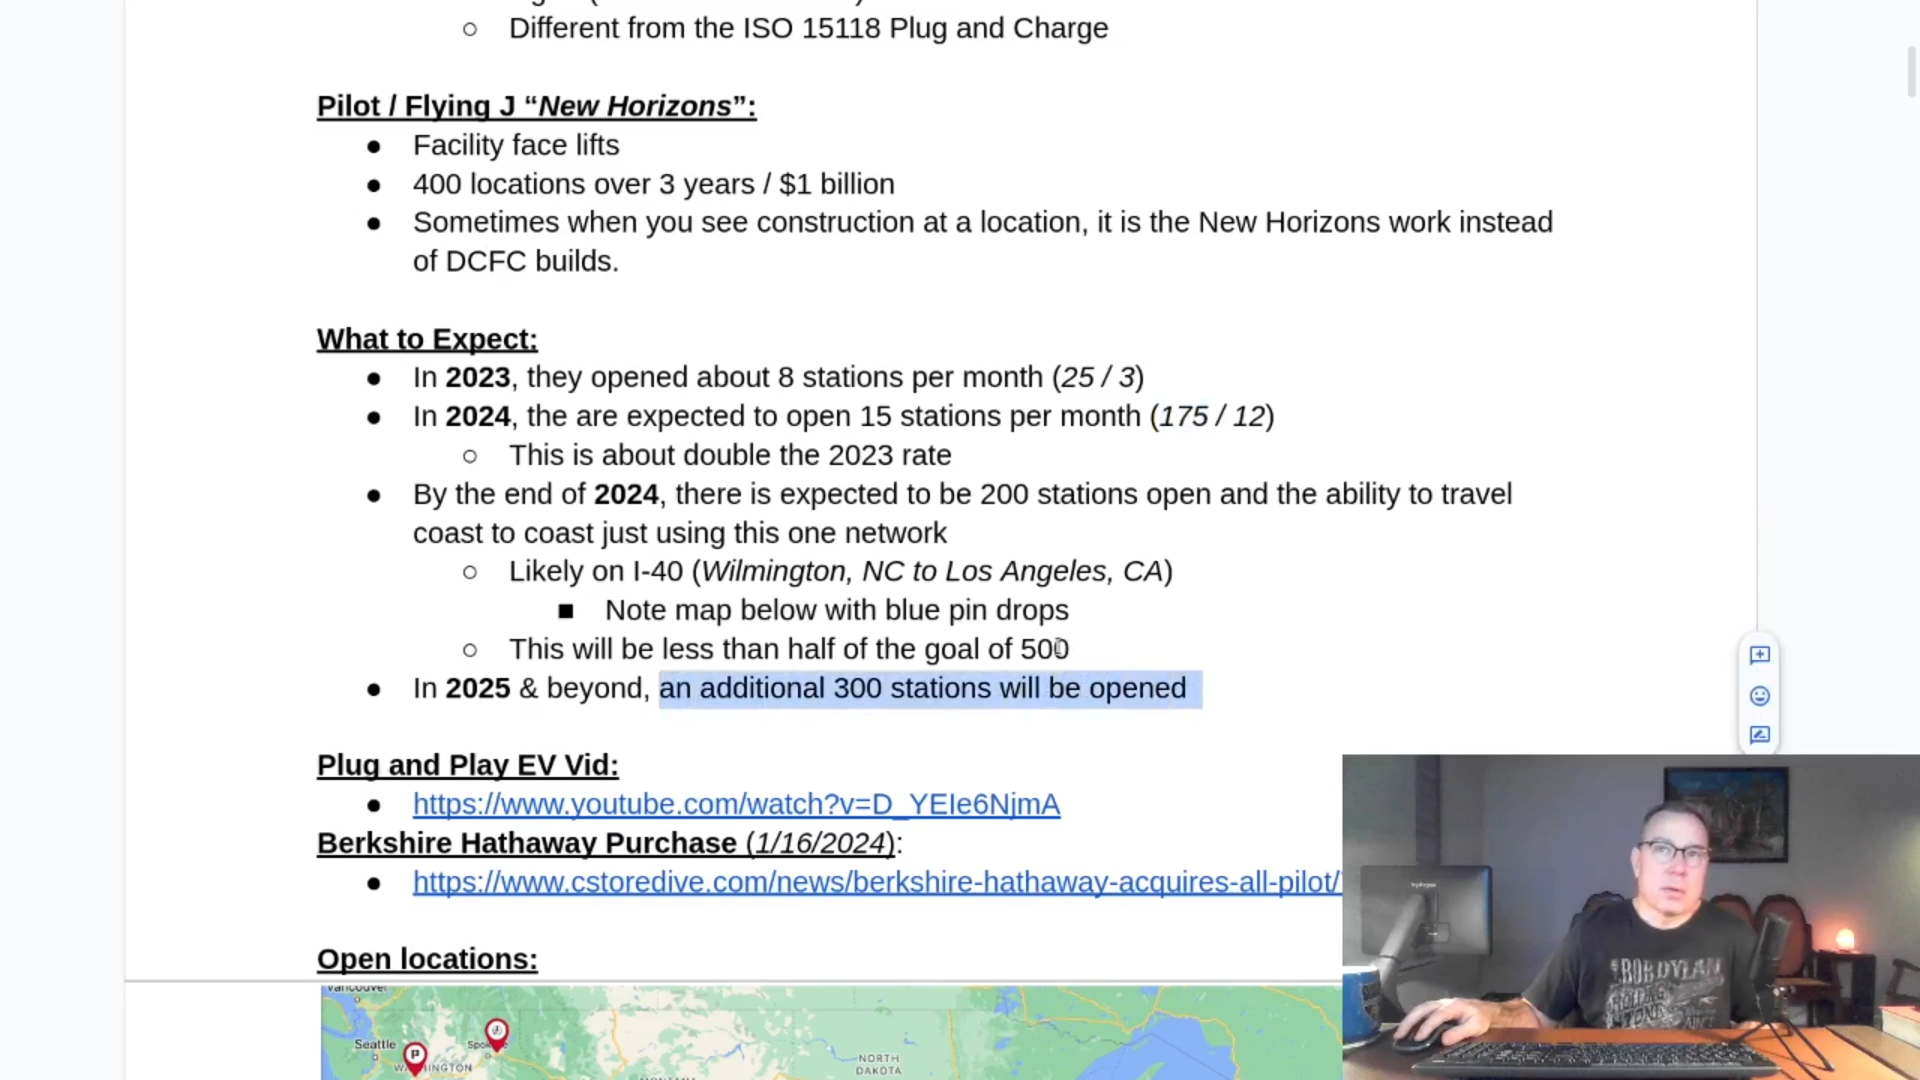 ○ Different from the ISO 15118 Plug and Charge
Pilot / Flying J “New Horizons”:
● Facility face lifts
● 400 locations over 3 years / $1 billion
● Sometimes when you see construction at a location, it is the New Horizons work instead
of DCFC builds.
What to Expect:
● In 2023, they opened about 8 stations per month (25 / 3)
● In 2024, the are expected to open 15 stations per month (175 / 12)
○ This is about double the 2023 rate
● By the end of 2024, there is expected to be 200 stations open and the ability to travel
coast to coast just using this one network
○ Likely on I-40 (Wilmington, NC to Los Angeles, CA)
■ Note map below with blue pin drops
○ This will be less than half of the goal of 500
● In 2025 & beyond, an additional 300 stations will be opened
Plug and Play EV Vid:
● https://www.youtube.com/watch?v=D_YEIe6NjmA
Berkshire Hathaway Purchase (1/16/2024):
● https://www.cstoredive.com/news/berkshire-hathaway-acquires-all-pilot/
Open locations:
Vancouver
Seattle
NORTH
DAKOTA
BOB DYLAN